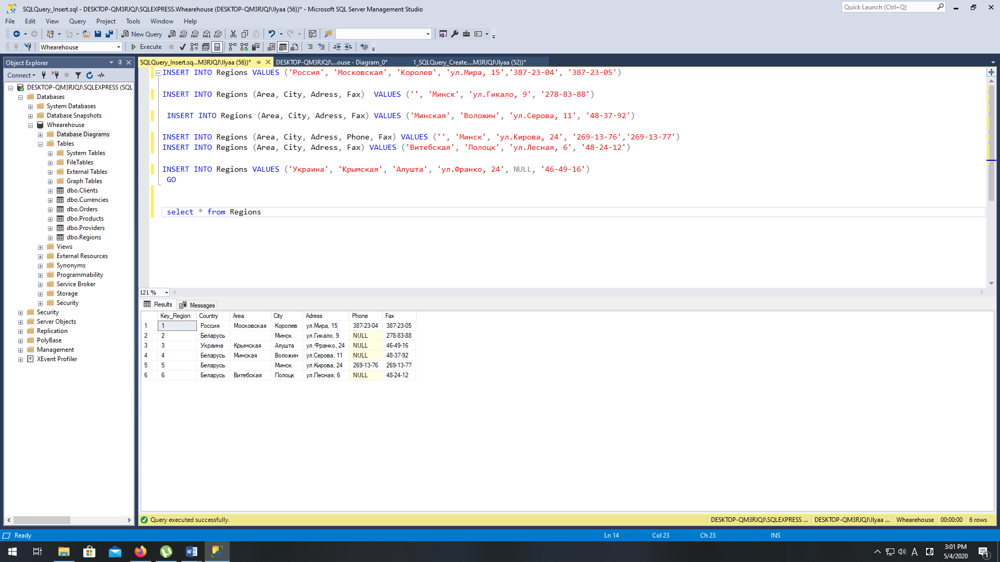 SQLQuery_Insert.sql - DESKTOP-QM3RJQJ\SQLEXPRESS.Whearehouse (DESKTOP-QM3RJQJ\Ilyaa (56))* - Microsoft SQL Server Management Studio
Quick Launch (Ctrl+Q)
File Edit View Query Project Tools Window Help
New Query
MDX DMX XMLA DAX
Whearehouse
Execute
Object Explorer
SQLQuery_Insert.sq...M3RJQJ\Ilyaa (56))*
DESKTOP-QM3RJQJ\...ouse - Diagram_0*
1_SQLQuery_Create....M3RJQJ\Ilyaa (52))*
Connect
DESKTOP-QM3RJQJ\SQLEXPRESS (SQL
Databases
System Databases
Database Snapshots
Whearehouse
Database Diagrams
Tables
System Tables
FileTables
External Tables
Graph Tables
dbo.Clients
dbo.Currencies
dbo.Orders
dbo.Products
dbo.Providers
dbo.Regions
Views
External Resources
Synonyms
Programmability
Service Broker
Storage
Security
Security
Server Objects
Replication
PolyBase
Management
XEvent Profiler
INSERT INTO Regions VALUES ('Россия', 'Московская', 'Королев', 'ул.Мира, 15','387-23-04', '387-23-05')
INSERT INTO Regions (Area, City, Adress, Fax)  VALUES ('', 'Минск', 'ул.Гикало, 9', '278-83-88')
INSERT INTO Regions (Area, City, Adress, Fax) VALUES ('Минская', 'Воложин', 'ул.Серова, 11', '48-37-92')
INSERT INTO Regions (Area, City, Adress, Phone, Fax) VALUES ('', 'Минск', 'ул.Кирова, 24', '269-13-76','269-13-77')
INSERT INTO Regions (Area, City, Adress, Fax) VALUES ('Витебская', 'Полоцк', 'ул.Лесная, 6', '48-24-12')
INSERT INTO Regions VALUES ('Украина', 'Крымская', 'Алушта', 'ул.Франко, 24', NULL, '46-49-16')
GO
select * from Regions
121 %
Results Messages
Key_Region Country Area City Adress Phone Fax
1 1 Россия Московская Королев ул.Мира, 15 387-23-04 387-23-05
2 2 Беларусь Минск ул.Гикало, 9 NULL 278-83-88
3 3 Украина Крымская Алушта ул.Франко, 24 NULL 46-49-16
4 4 Беларусь Минская Воложин ул.Серова, 11 NULL 48-37-92
5 5 Беларусь Минск ул.Кирова, 24 269-13-76 269-13-77
6 6 Беларусь Витебская Полоцк ул.Лесная, 6 NULL 48-24-12
Query executed successfully.
DESKTOP-QM3RJQJ\SQLEXPRESS ... DESKTOP-QM3RJQJ\Ilyaa ... Whearehouse 00:00:00 6 rows
Ready
Ln 14 Col 23 Ch 23 INS
A
3:01 PM
5/4/2020
1